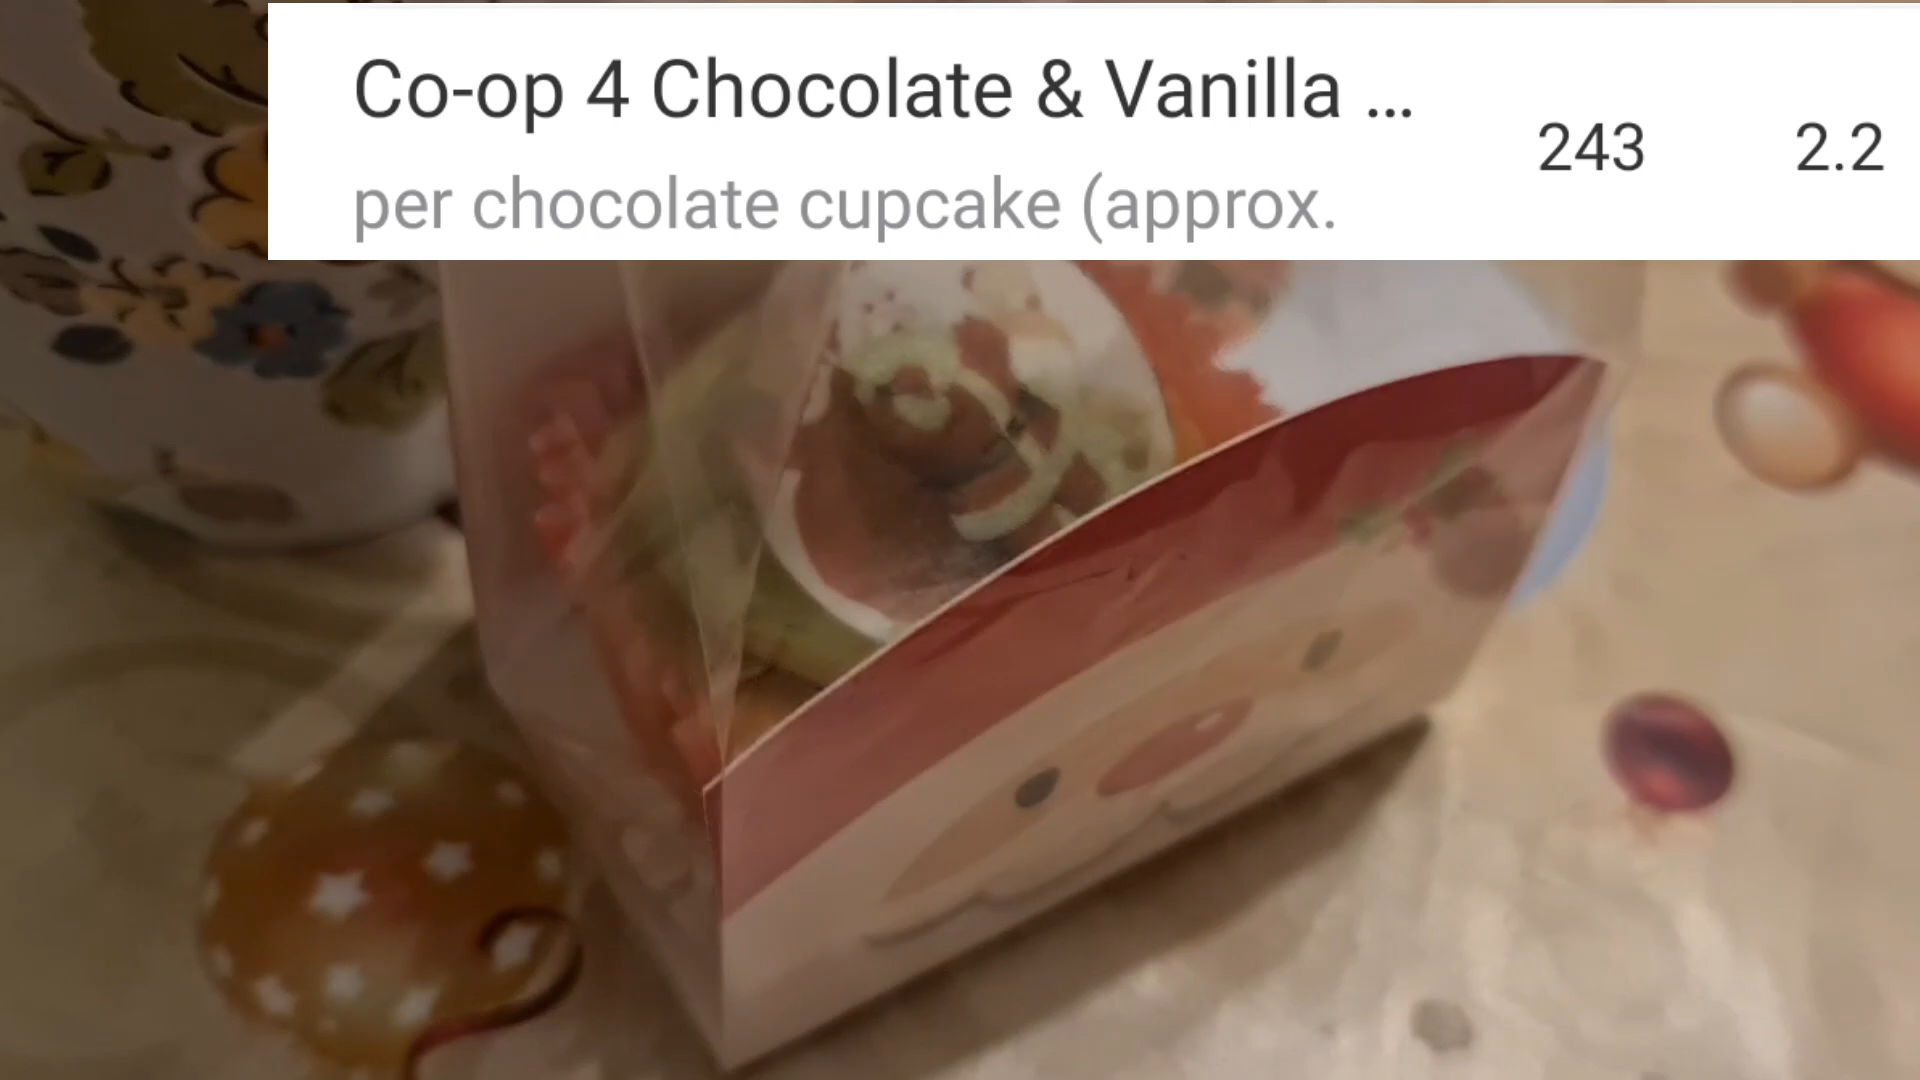 Co-op 4 Chocolate & Vanilla ...
243
2.2
per chocolate cupcake (approx.